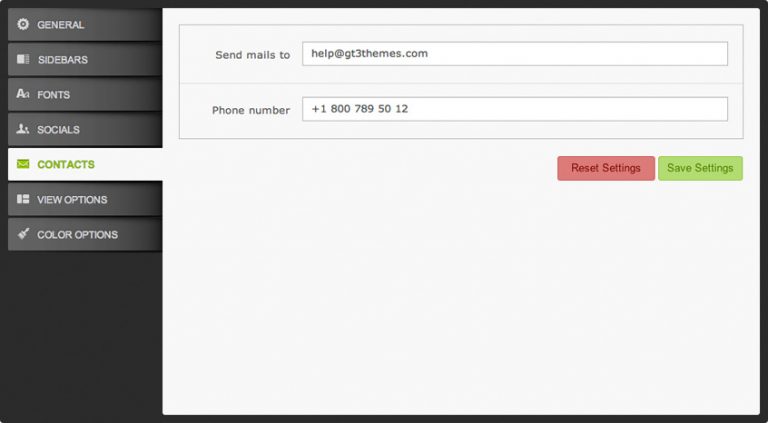 GENERAL
SIDEBARS
FONTS
SOCIALS
CONTACTS
VIEW OPTIONS
COLOR OPTIONS
Send mails to help@gt3themes.com
Phone number +1 800 789 50 12
Reset Settings Save Settings